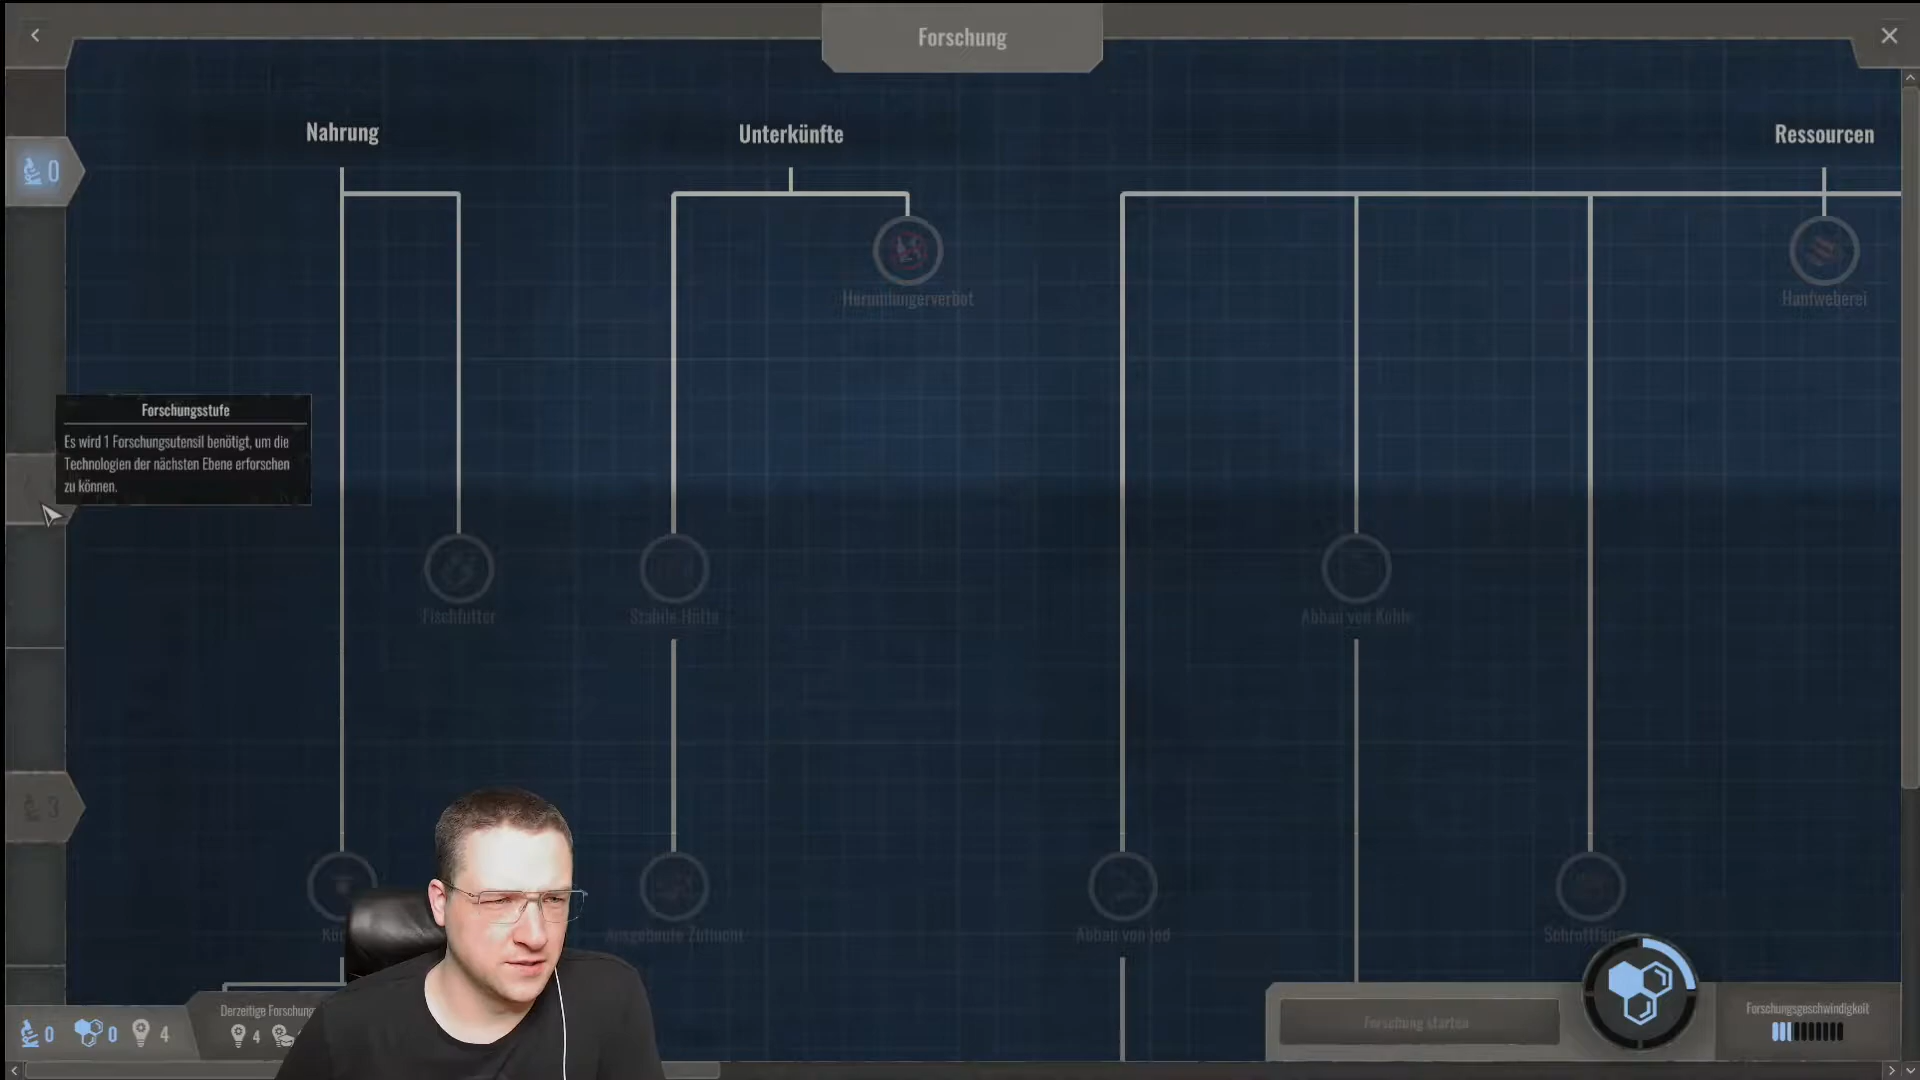 Forschung
Nahrung
Unterkünfte
Ressourcen
0
Herumlungerverbot
Hanfweberei
Forschungsstufe
Es wird 1 Forschungsutensil benötigt, um die
Technologien der nächsten Ebene erforschen
zu können.
Fischfutter
Stabile Hütte
Abbau von Kohle
3
Ausgebaute Zuflucht
Abbau von Jod
Derzeitige Forschung
Forschung starten
Forschungsgeschwindigkeit
0 0 4
4